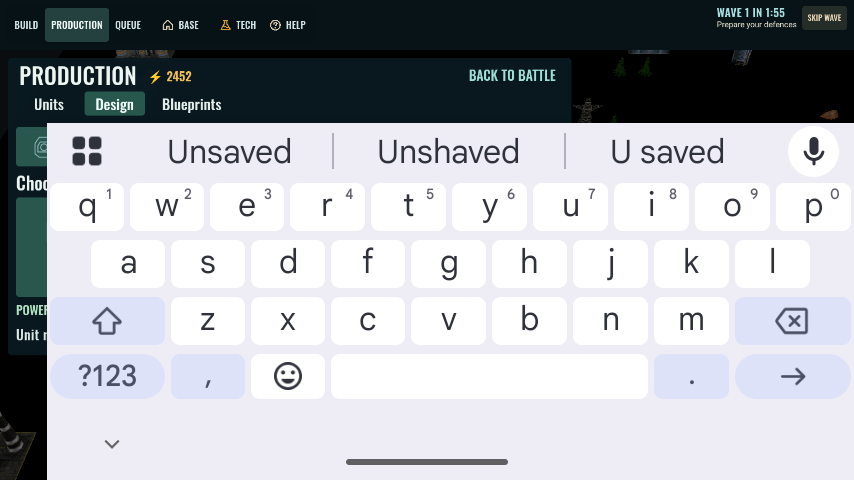 BUILD PRODUCTION QUEUE BASE TECH HELP
WAVE 1 IN 1:55
Prepare your defences
SKIP WAVE
PRODUCTION ⚡ 2452
BACK TO BATTLE
Units Design Blueprints
Choo
POWER
Unit n
Unsaved Unshaved U saved
q 1 w 2 e 3 r 4 t 5 y 6 u 7 i 8 o 9 p 0
a s d f g h j k l
z x c v b n m
?123 , .